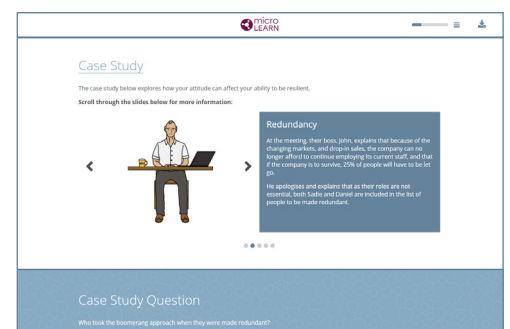 micro
LEARN
Case Study
The case study below explores how your attitude can affect your ability to be resilient.
Scroll through the slides below for more information:
Redundancy
At the meeting, their boss, John, explains that because of the
changing markets, and drop-in sales, the company can no
longer afford to continue employing its current staff, and that
if the company is to survive, 25% of people will have to be let
go.
He apologises and explains that as their roles are not
essential, both Sadie and Daniel are included in the list of
people to be made redundant.
Case Study Question
Who took the boomerang approach when they were made redundant?